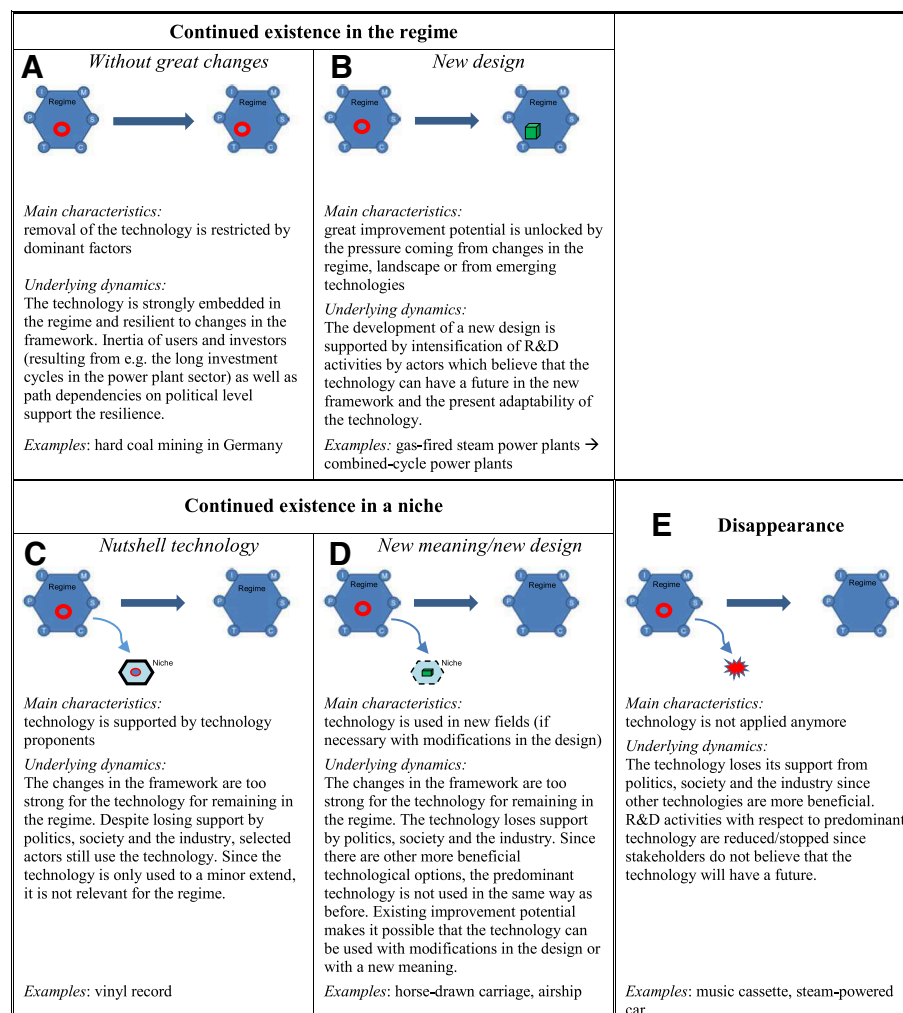 Continued existence in the regime
A
Without great changes
I
M
Regime
P
S
T
C
I
M
Regime
P
S
T
C
Main characteristics:
removal of the technology is restricted by
dominant factors
Underlying dynamics:
The technology is strongly embedded in
the regime and resilient to changes in the
framework. Inertia of users and investors
(resulting from e.g. the long investment
cycles in the power plant sector) as well as
path dependencies on political level
support the resilience.
Examples: hard coal mining in Germany
B
New design
I
M
Regime
P
S
T
C
I
M
Regime
P
S
T
C
Main characteristics:
great improvement potential is unlocked by
the pressure coming from changes in the
regime, landscape or from emerging
technologies
Underlying dynamics:
The development of a new design is
supported by intensification of R&D
activities by actors which believe that the
technology can have a future in the new
framework and the present adaptability of
the technology.
Examples: gas-fired steam power plants →
combined-cycle power plants
Continued existence in a niche
C
Nutshell technology
I
M
Regime
P
S
T
C
I
M
Regime
P
S
T
C
Niche
Main characteristics:
technology is supported by technology
proponents
Underlying dynamics:
The changes in the framework are too
strong for the technology for remaining in
the regime. Despite losing support by
politics, society and the industry, selected
actors still use the technology. Since the
technology is only used to a minor extend,
it is not relevant for the regime.
Examples: vinyl record
D
New meaning/new design
I
M
Regime
P
S
T
C
I
M
Regime
P
S
T
C
Niche
Main characteristics:
technology is used in new fields (if
necessary with modifications in the design)
Underlying dynamics:
The changes in the framework are too
strong for the technology for remaining in
the regime. The technology loses support
by politics, society and the industry. Since
there are other more beneficial
technological options, the predominant
technology is not used in the same way as
before. Existing improvement potential
makes it possible that the technology can
be used with modifications in the design or
with a new meaning.
Examples: horse-drawn carriage, airship
E
Disappearance
I
M
Regime
P
S
T
C
I
M
Regime
P
S
T
C
Main characteristics:
technology is not applied anymore
Underlying dynamics:
The technology loses its support from
politics, society and the industry since
other technologies are more beneficial.
R&D activities with respect to predominant
technology are reduced/stopped since
stakeholders do not believe that the
technology will have a future.
Examples: music cassette, steam-powered
car